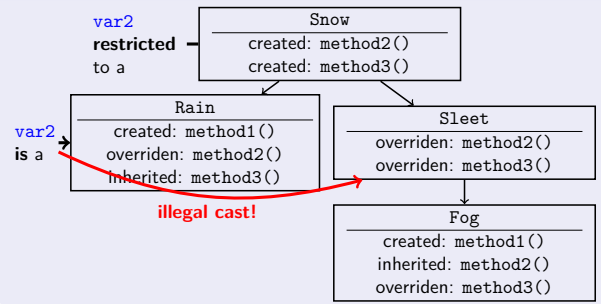 var2
restricted
to a
Snow
created: method2()
created: method3()
var2
is a
Rain
created: method1()
overriden: method2()
inherited: method3()
Sleet
overriden: method2()
overriden: method3()
illegal cast!
Fog
created: method1()
inherited: method2()
overriden: method3()